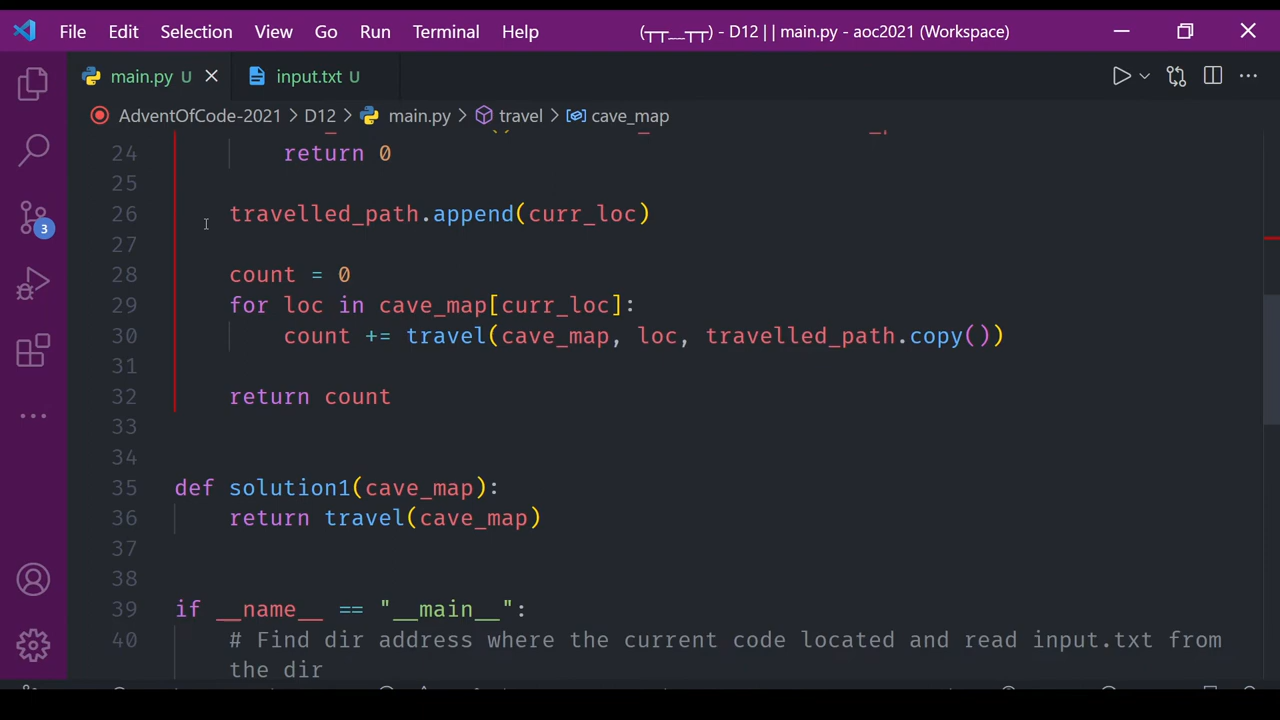 File Edit Selection View Go Run Terminal Help (┬┬__┬┬) - D12 | | main.py - aoc2021 (Workspace)
main.py U input.txt U
AdventOfCode-2021 > D12 > main.py > travel > cave_map
24 return 0
25
26 travelled_path.append(curr_loc)
27
28 count = 0
29 for loc in cave_map[curr_loc]:
30 count += travel(cave_map, loc, travelled_path.copy())
31
32 return count
33
34
35 def solution1(cave_map):
36 return travel(cave_map)
37
38
39 if __name__ == "__main__":
40 # Find dir address where the current code located and read input.txt from
the dir
3